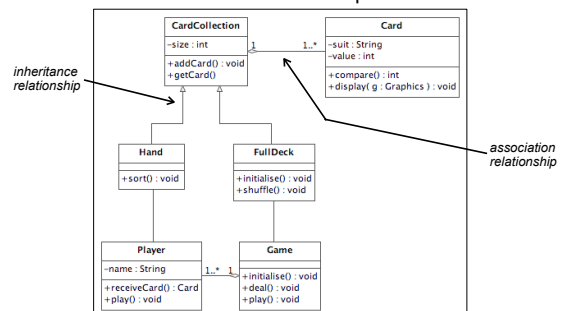 CardCollection
-size : int
+addCard() : void
+getCard()
1
1..*
Card
-suit : String
-value : int
+compare() : int
+display( g : Graphics ) : void
inheritance
relationship
association
relationship
Hand
+sort() : void
FullDeck
+initialise() : void
+shuffle() : void
Player
-name : String
+receiveCard() : Card
+play() : void
1..*
1
Game
+initialise() : void
+deal() : void
+play() : void